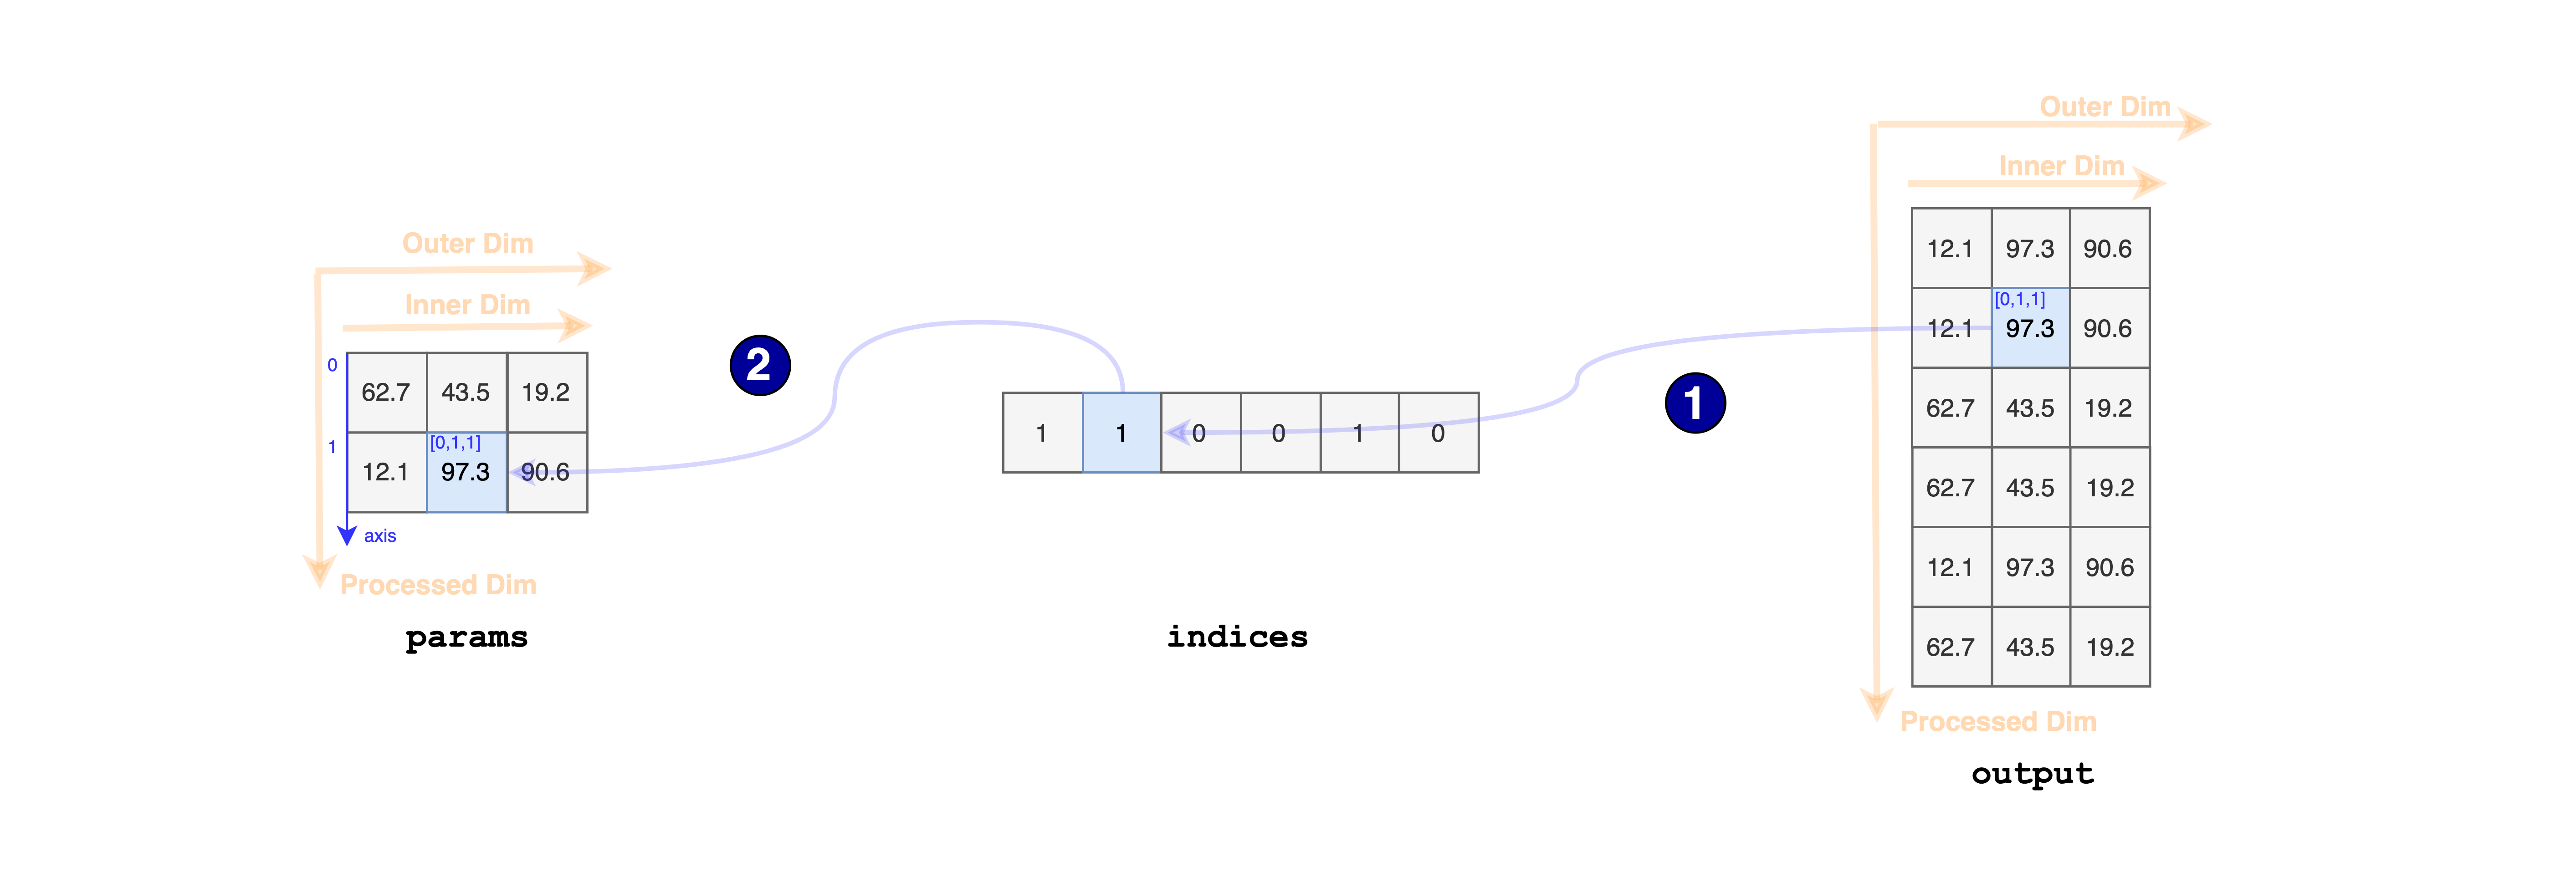 Outer Dim
Inner Dim
0
62.7 43.5 19.2
1
[0,1,1]
12.1 97.3 90.6
axis
Processed Dim
params
2
1 1 0 0 1 0
indices
1
Outer Dim
Inner Dim
12.1 97.3 90.6
[0,1,1]
12.1 97.3 90.6
62.7 43.5 19.2
62.7 43.5 19.2
12.1 97.3 90.6
62.7 43.5 19.2
Processed Dim
output